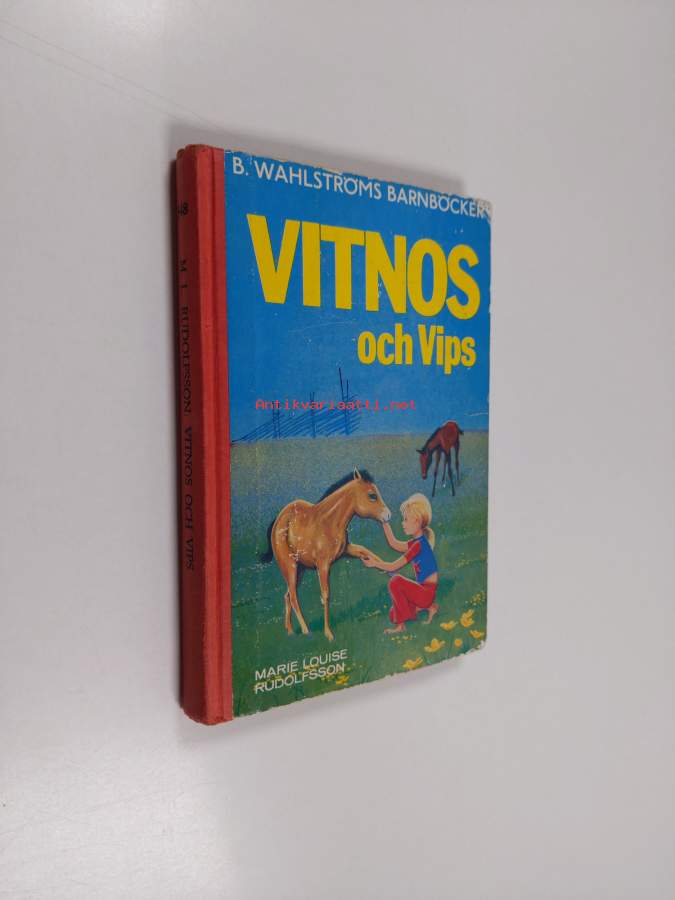 B. WAHLSTRÖMS BARNBÖCKER
VITNOS
och Vips
Antikvariaatti.net
MARIE LOUISE
RUDOLFSSON
M L RUDOLFSSON, VITNOS OCH VIPS